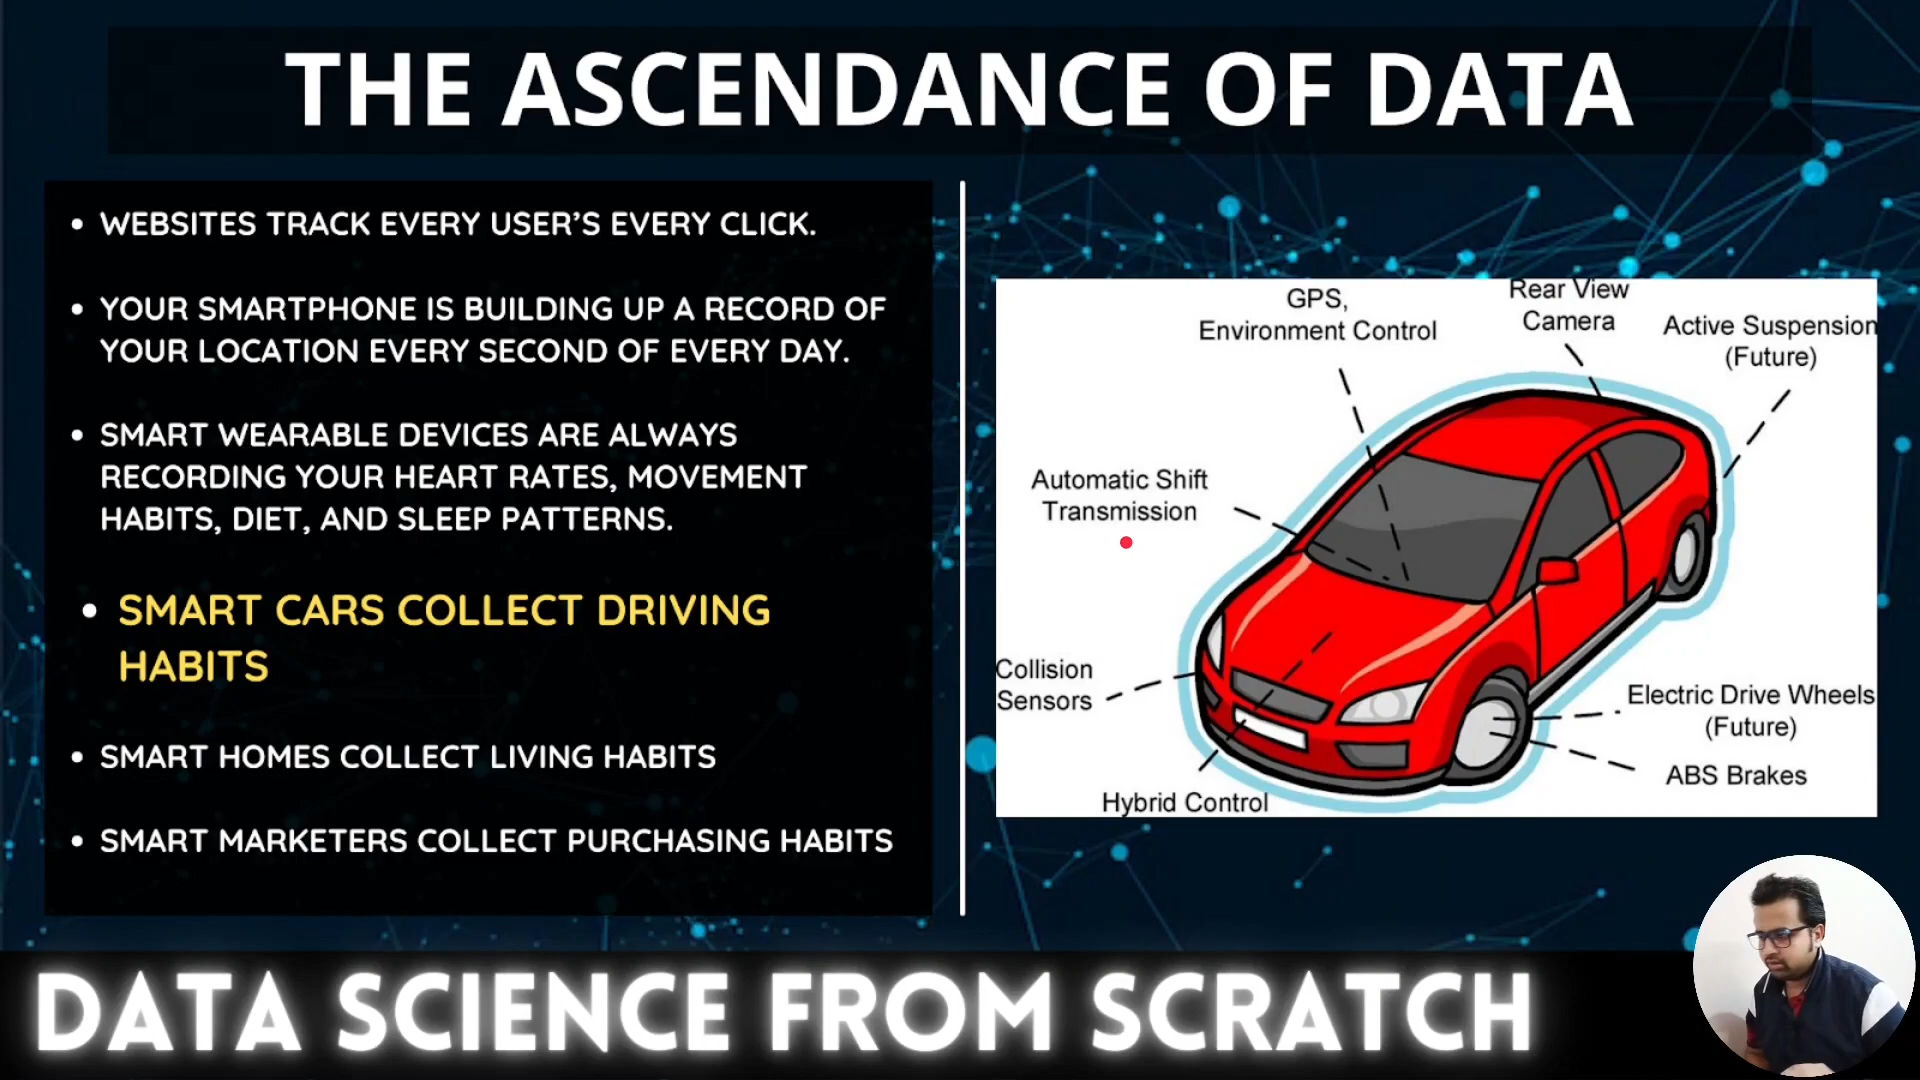 THE ASCENDANCE OF DATA
• WEBSITES TRACK EVERY USER’S EVERY CLICK.
• YOUR SMARTPHONE IS BUILDING UP A RECORD OF
YOUR LOCATION EVERY SECOND OF EVERY DAY.
• SMART WEARABLE DEVICES ARE ALWAYS
RECORDING YOUR HEART RATES, MOVEMENT
HABITS, DIET, AND SLEEP PATTERNS.
• SMART CARS COLLECT DRIVING
HABITS
• SMART HOMES COLLECT LIVING HABITS
• SMART MARKETERS COLLECT PURCHASING HABITS
GPS,
Environment Control
Rear View
Camera
Active Suspension
(Future)
Automatic Shift
Transmission
Collision
Sensors
Electric Drive Wheels
(Future)
ABS Brakes
Hybrid Control
DATA SCIENCE FROM SCRATCH